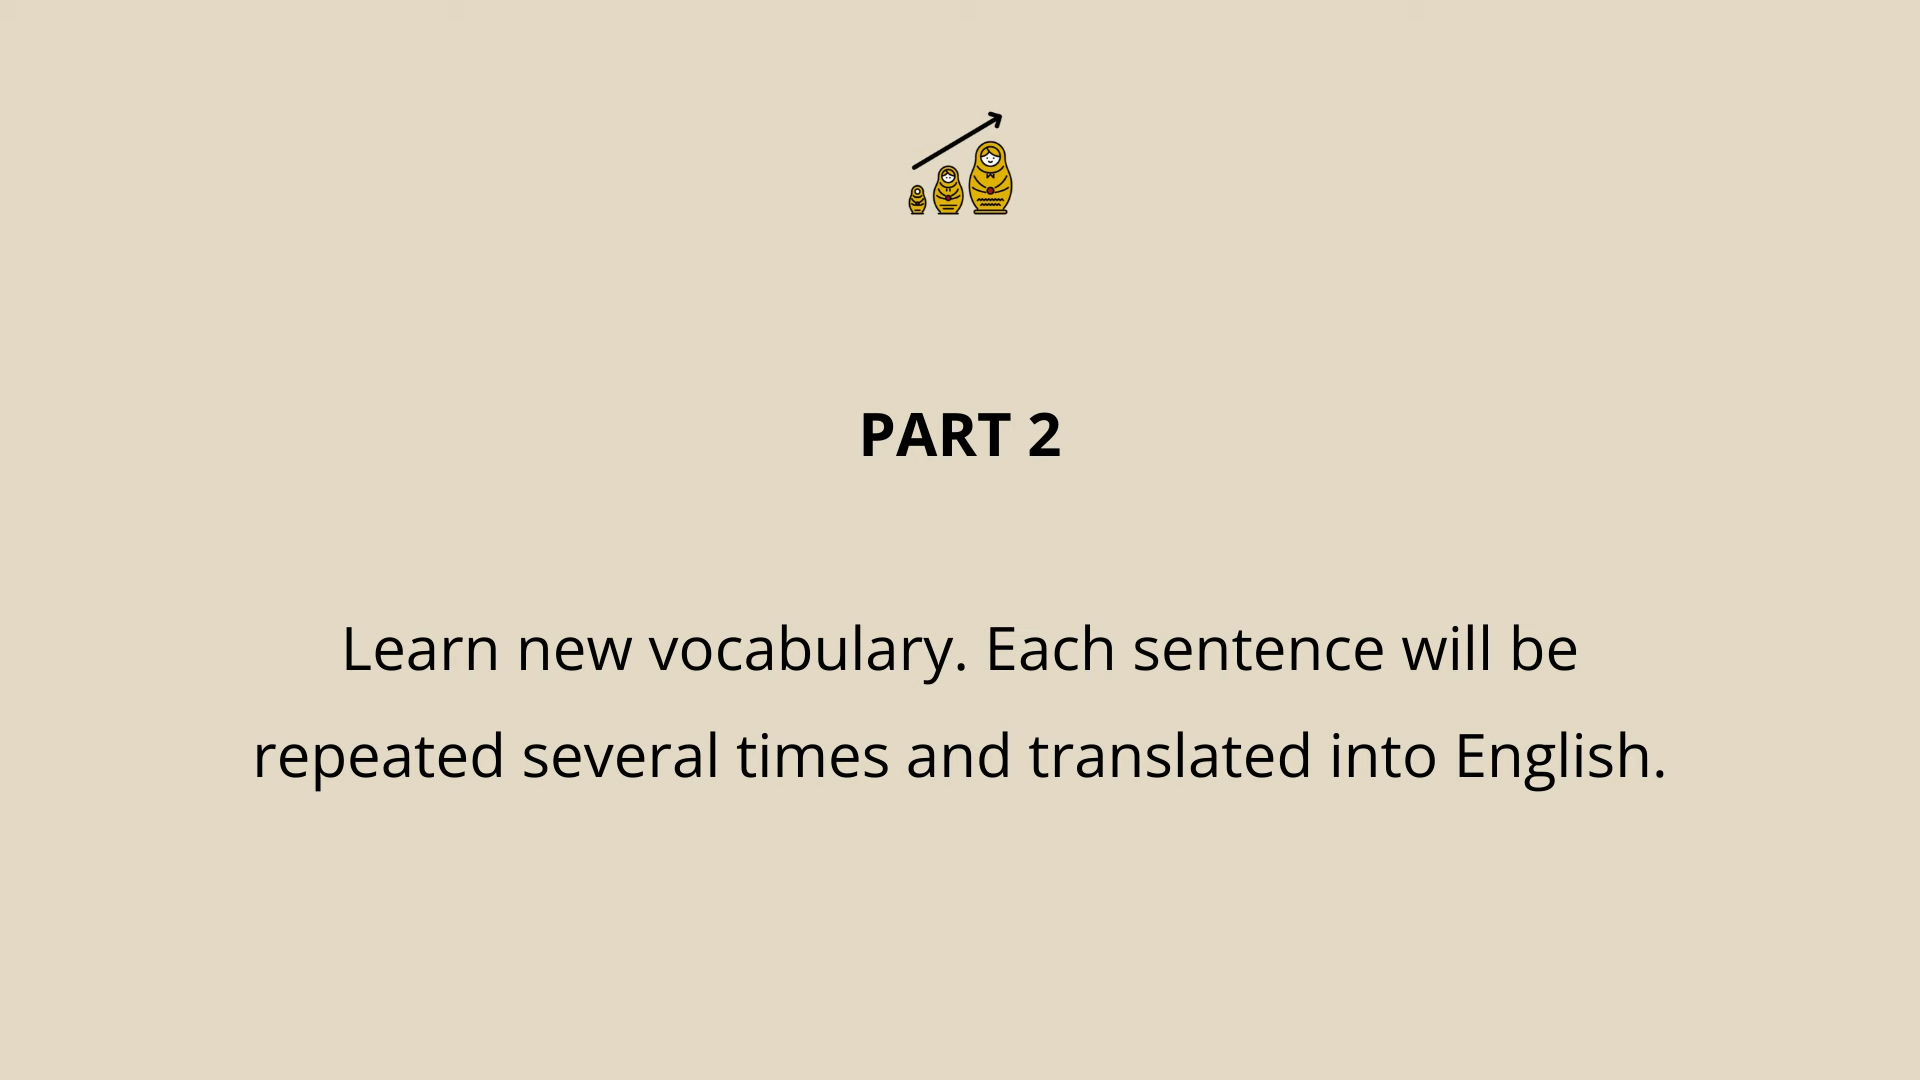 PART 2
Learn new vocabulary. Each sentence will be
repeated several times and translated into English.